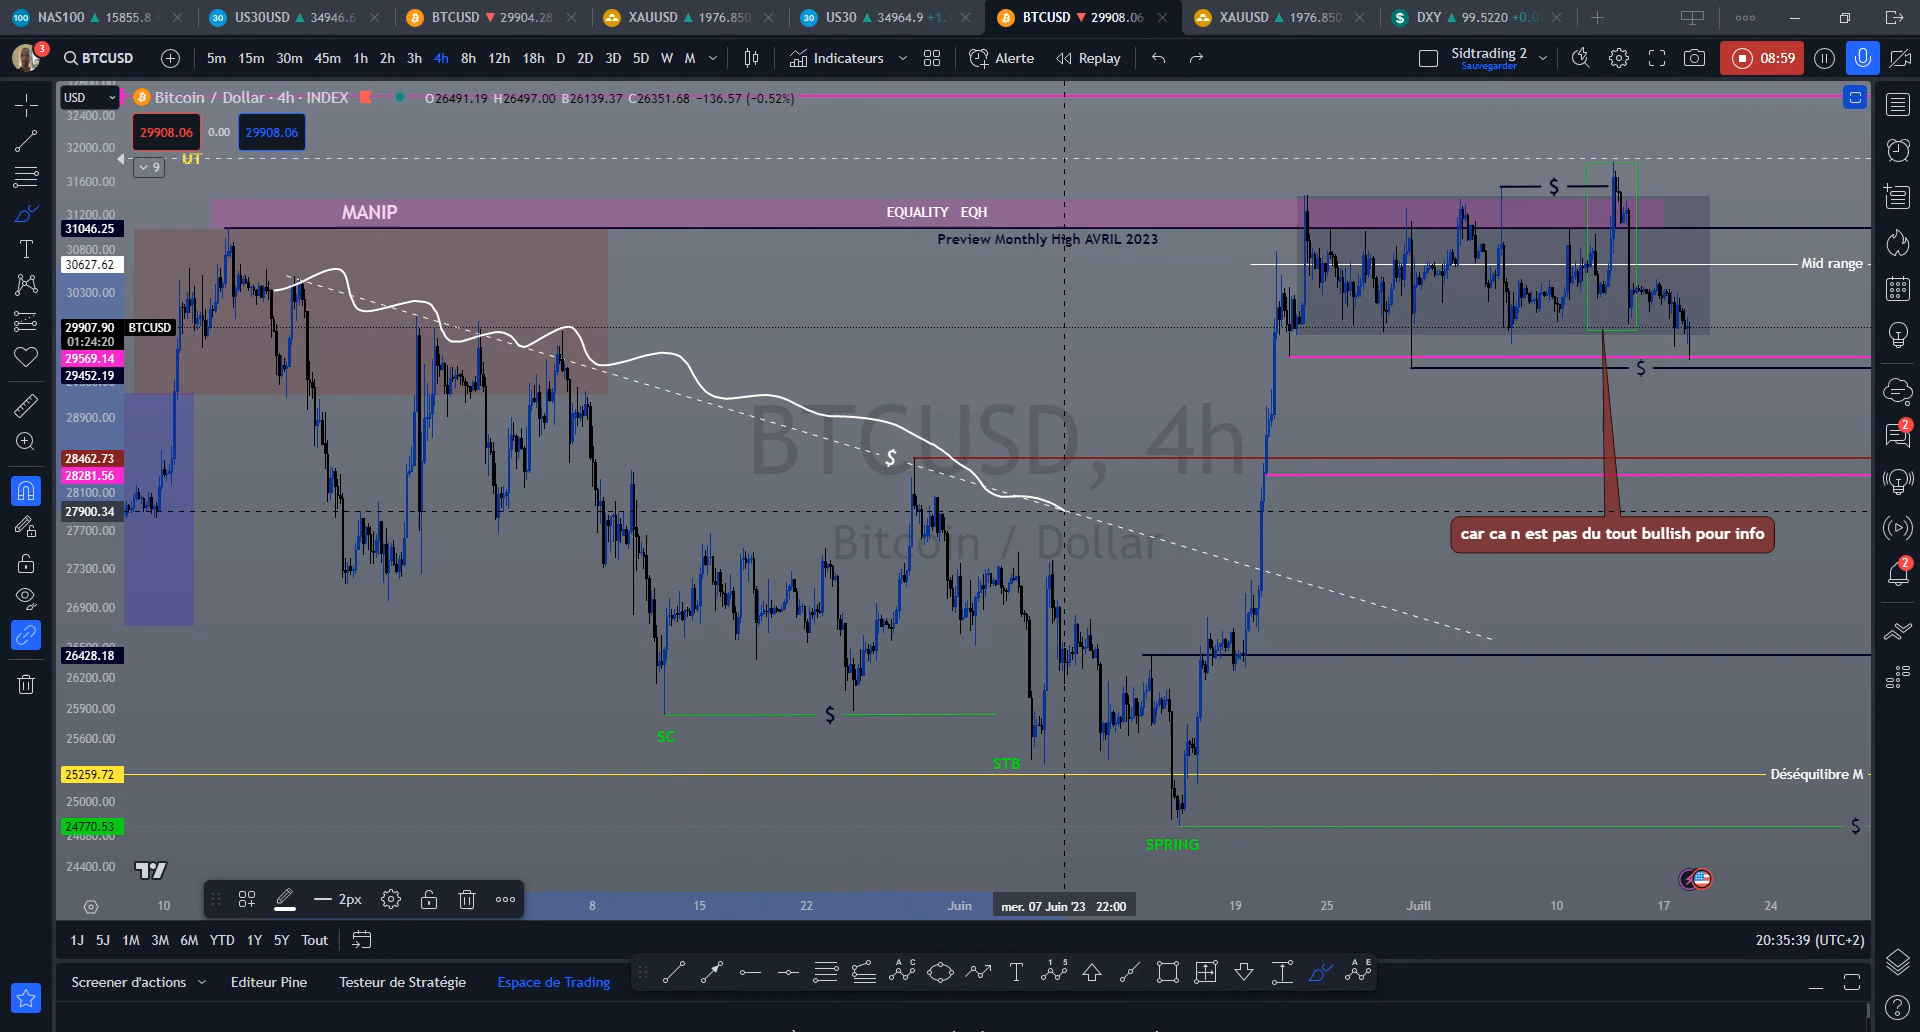 NAS100 15855.8
US30USD 34946.6
BTCUSD 29904.28
XAUUSD 1976.850
US30 34964.9 +1.
BTCUSD 29908.06
XAUUSD 1976.850
DXY 99.5220 +0.0
3
BTCUSD
5m 15m 30m 45m 1h 2h 3h 4h 8h 12h 18h D 2D 3D 5D W M
Indicateurs
Alerte
Replay
Sidtrading 2
Sauvegarder
08:59
USD
Bitcoin / Dollar · 4h · INDEX
O26491.19 H26497.00 B26139.37 C26351.68 −136.57 (−0.52%)
29908.06 0.00 29908.06
9
UT
32400.00
32000.00
31600.00
31200.00
31046.25
30800.00
30627.62
30300.00
29907.90 BTCUSD
01:24:20
29569.14
29452.19
28900.00
28462.73
28281.56
28100.00
27900.34
27700.00
27300.00
26900.00
26428.18
26200.00
25900.00
25600.00
25259.72
25000.00
24770.53
24400.00
MANIP
EQUALITY EQH
Preview Monthly High AVRIL 2023
$
Mid range
$
BTCUSD, 4h
Bitcoin / Dollar
$
car ca n est pas du tout bullish pour info
$
SC
STB
Déséquilibre M
SPRING
$
2px
10
8
15
22
Juin
mer. 07 Juin '23 22:00
19
25
Juill
10
17
24
1J 5J 1M 3M 6M YTD 1Y 5Y Tout
20:35:39 (UTC+2)
Screener d'actions
Editeur Pine
Testeur de Stratégie
Espace de Trading
2
2